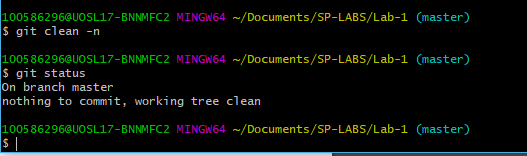 100586296@UOSL17-BNNMFC2 MINGW64 ~/Documents/SP-LABS/Lab-1 (master)
$ git clean -n
100586296@UOSL17-BNNMFC2 MINGW64 ~/Documents/SP-LABS/Lab-1 (master)
$ git status
On branch master
nothing to commit, working tree clean
100586296@UOSL17-BNNMFC2 MINGW64 ~/Documents/SP-LABS/Lab-1 (master)
$